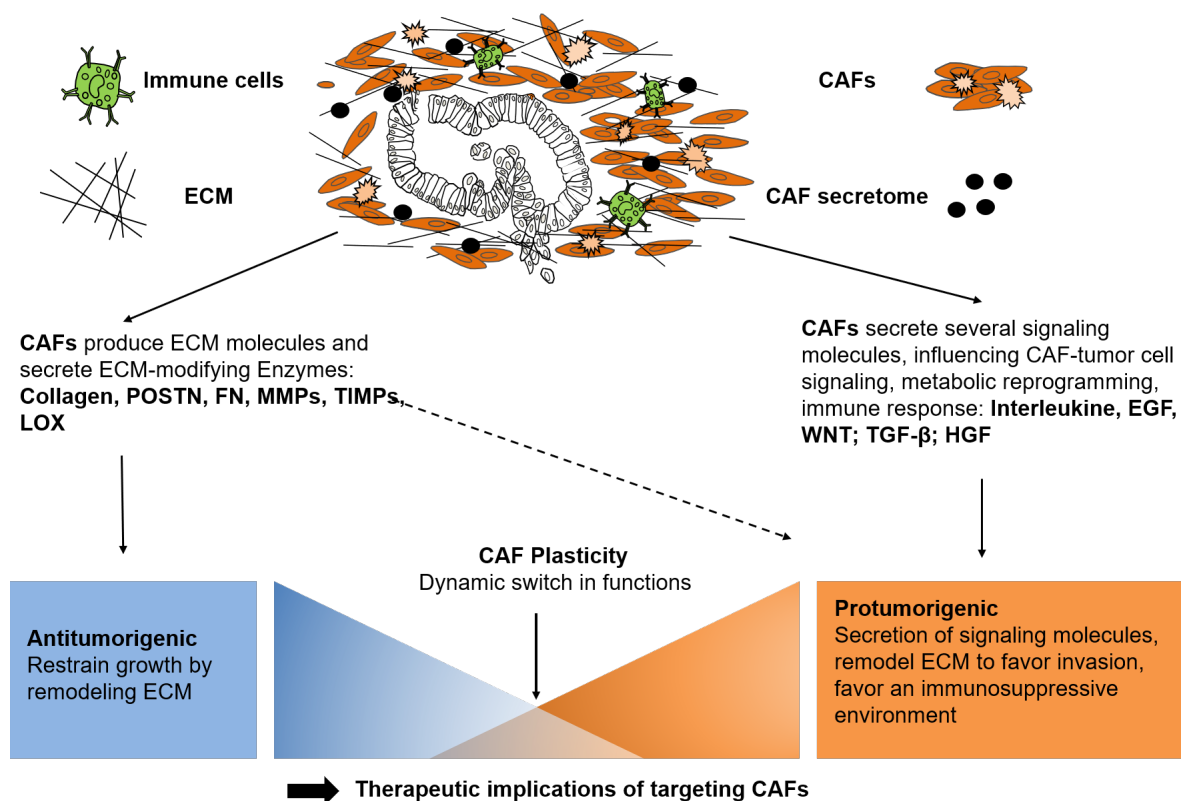 Immune cells
CAFs
ECM
CAF secretome
CAFs produce ECM molecules and
secrete ECM-modifying Enzymes:
Collagen, POSTN, FN, MMPs, TIMPs,
LOX
CAFs secrete several signaling
molecules, influencing CAF-tumor cell
signaling, metabolic reprogramming,
immune response: Interleukine, EGF,
WNT; TGF-β; HGF
CAF Plasticity
Dynamic switch in functions
Antitumorigenic
Restrain growth by
remodeling ECM
Protumorigenic
Secretion of signaling molecules,
remodel ECM to favor invasion,
favor an immunosuppressive
environment
Therapeutic implications of targeting CAFs